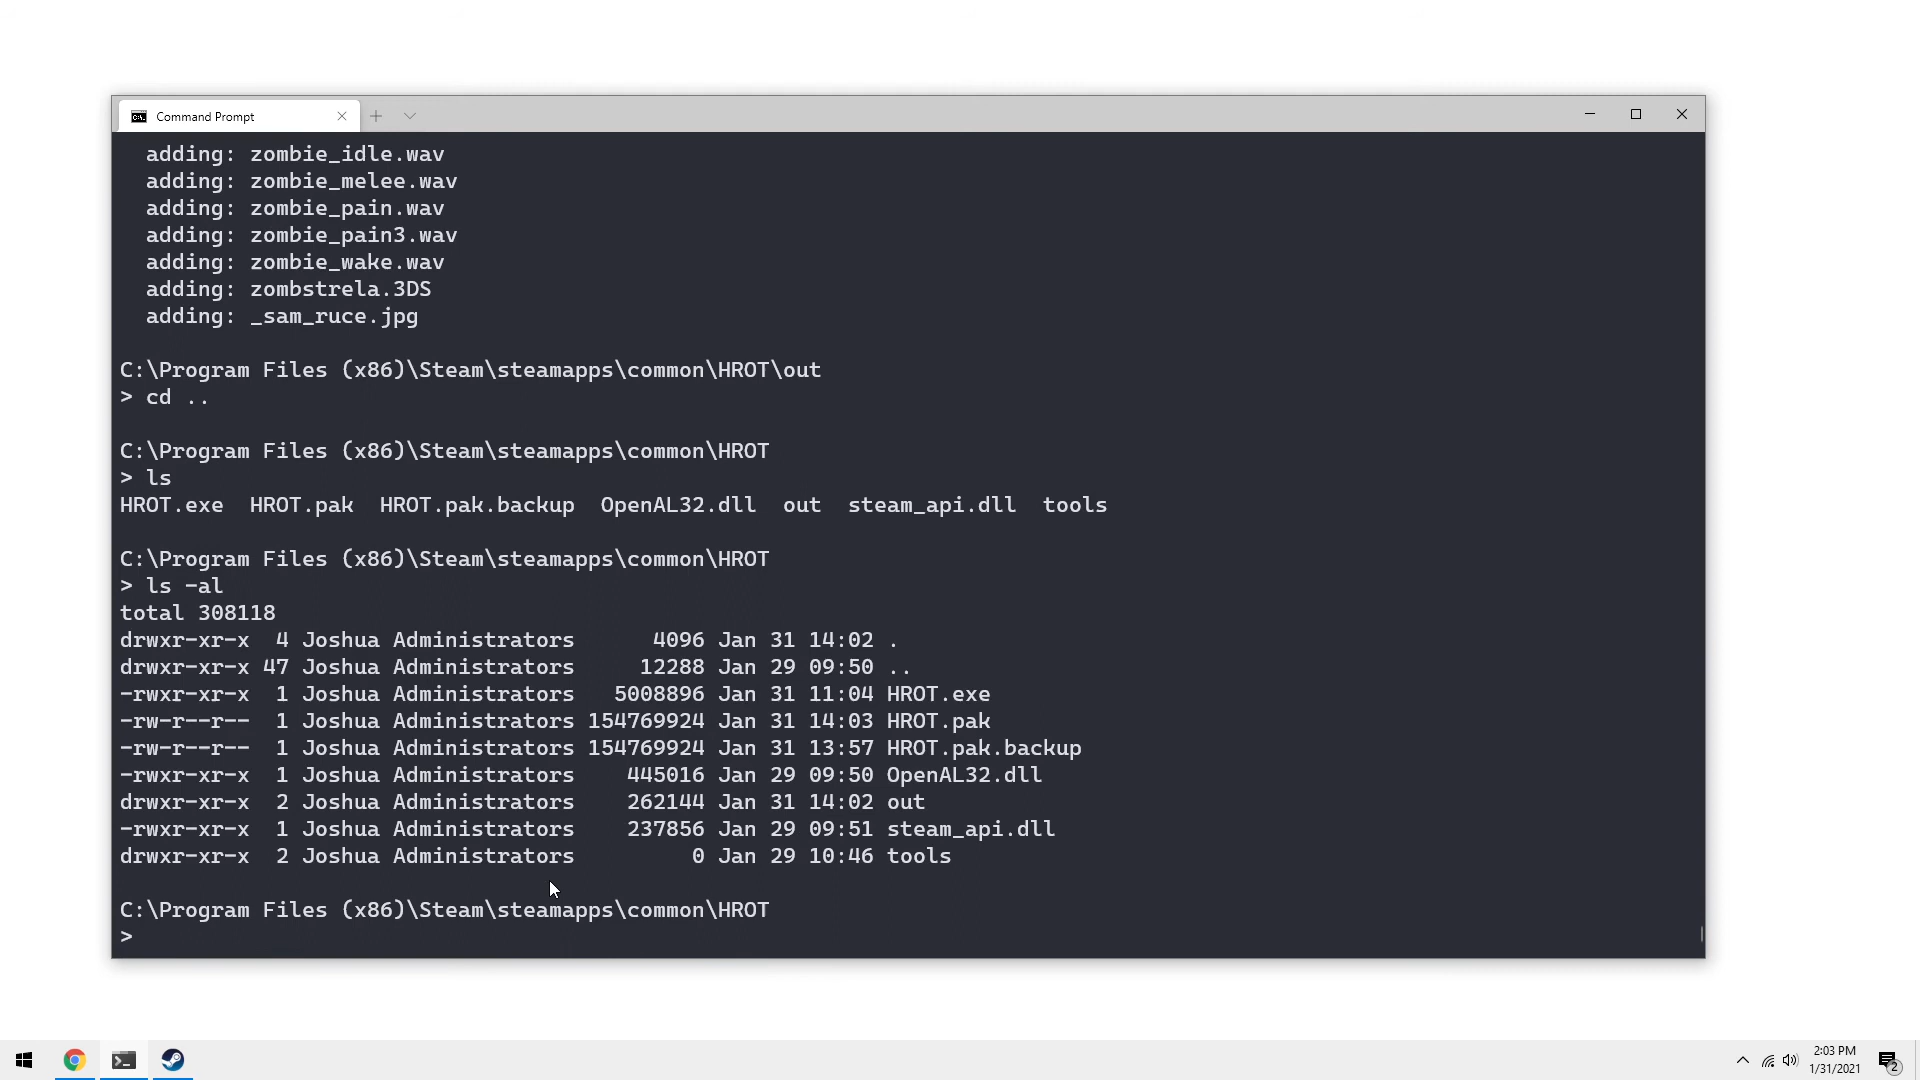 Command Prompt
adding: zombie_idle.wav
adding: zombie_melee.wav
adding: zombie_pain.wav
adding: zombie_pain3.wav
adding: zombie_wake.wav
adding: zombstrela.3DS
adding: _sam_ruce.jpg
C:\Program Files (x86)\Steam\steamapps\common\HROT\out
> cd ..
C:\Program Files (x86)\Steam\steamapps\common\HROT
> ls
HROT.exe  HROT.pak  HROT.pak.backup  OpenAL32.dll  out  steam_api.dll  tools
C:\Program Files (x86)\Steam\steamapps\common\HROT
> ls -al
total 308118
drwxr-xr-x  4 Joshua Administrators      4096 Jan 31 14:02 .
drwxr-xr-x 47 Joshua Administrators     12288 Jan 29 09:50 ..
-rwxr-xr-x  1 Joshua Administrators   5008896 Jan 31 11:04 HROT.exe
-rw-r--r--  1 Joshua Administrators 154769924 Jan 31 14:03 HROT.pak
-rw-r--r--  1 Joshua Administrators 154769924 Jan 31 13:57 HROT.pak.backup
-rwxr-xr-x  1 Joshua Administrators    445016 Jan 29 09:50 OpenAL32.dll
drwxr-xr-x  2 Joshua Administrators    262144 Jan 31 14:02 out
-rwxr-xr-x  1 Joshua Administrators    237856 Jan 29 09:51 steam_api.dll
drwxr-xr-x  2 Joshua Administrators         0 Jan 29 10:46 tools
C:\Program Files (x86)\Steam\steamapps\common\HROT
>
2:03 PM
1/31/2021
2